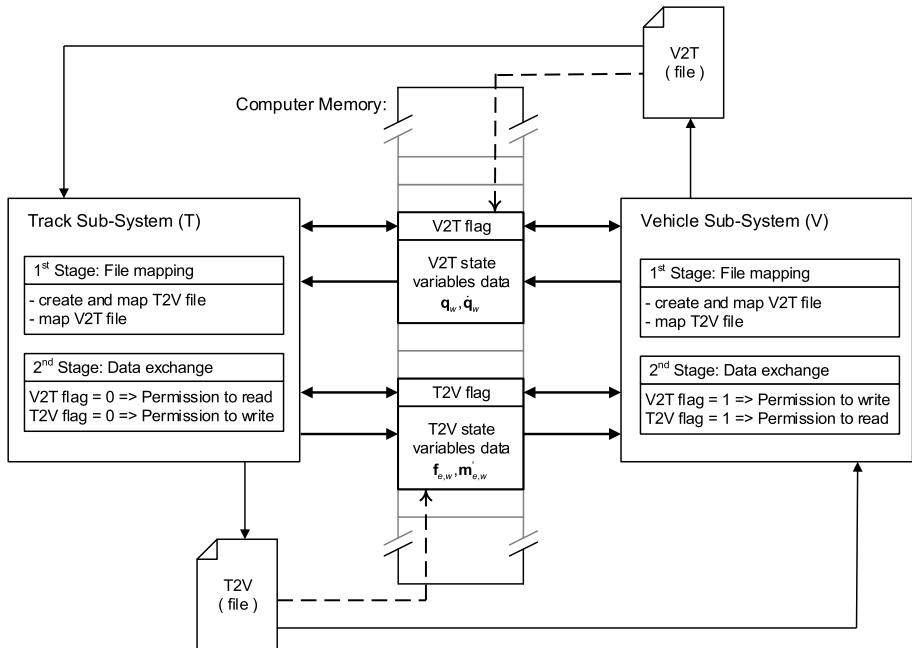 V2T
( file )
Computer Memory:
Track Sub-System (T)
1st Stage: File mapping
- create and map T2V file
- map V2T file
2nd Stage: Data exchange
V2T flag = 0 => Permission to read
T2V flag = 0 => Permission to write
V2T flag
V2T state
variables data
q_w, q̇_w
T2V flag
T2V state
variables data
f_e,w, m'_e,w
Vehicle Sub-System (V)
1st Stage: File mapping
- create and map V2T file
- map T2V file
2nd Stage: Data exchange
V2T flag = 1 => Permission to write
T2V flag = 1 => Permission to read
T2V
( file )